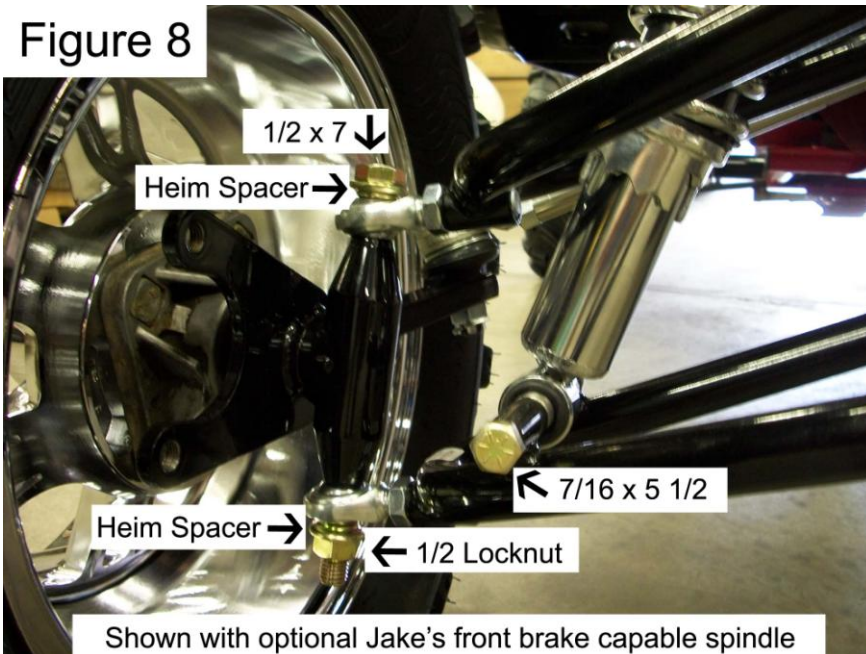 Figure 8
1/2 x 7
Heim Spacer
7/16 x 5 1/2
Heim Spacer
1/2 Locknut
Shown with optional Jake's front brake capable spindle